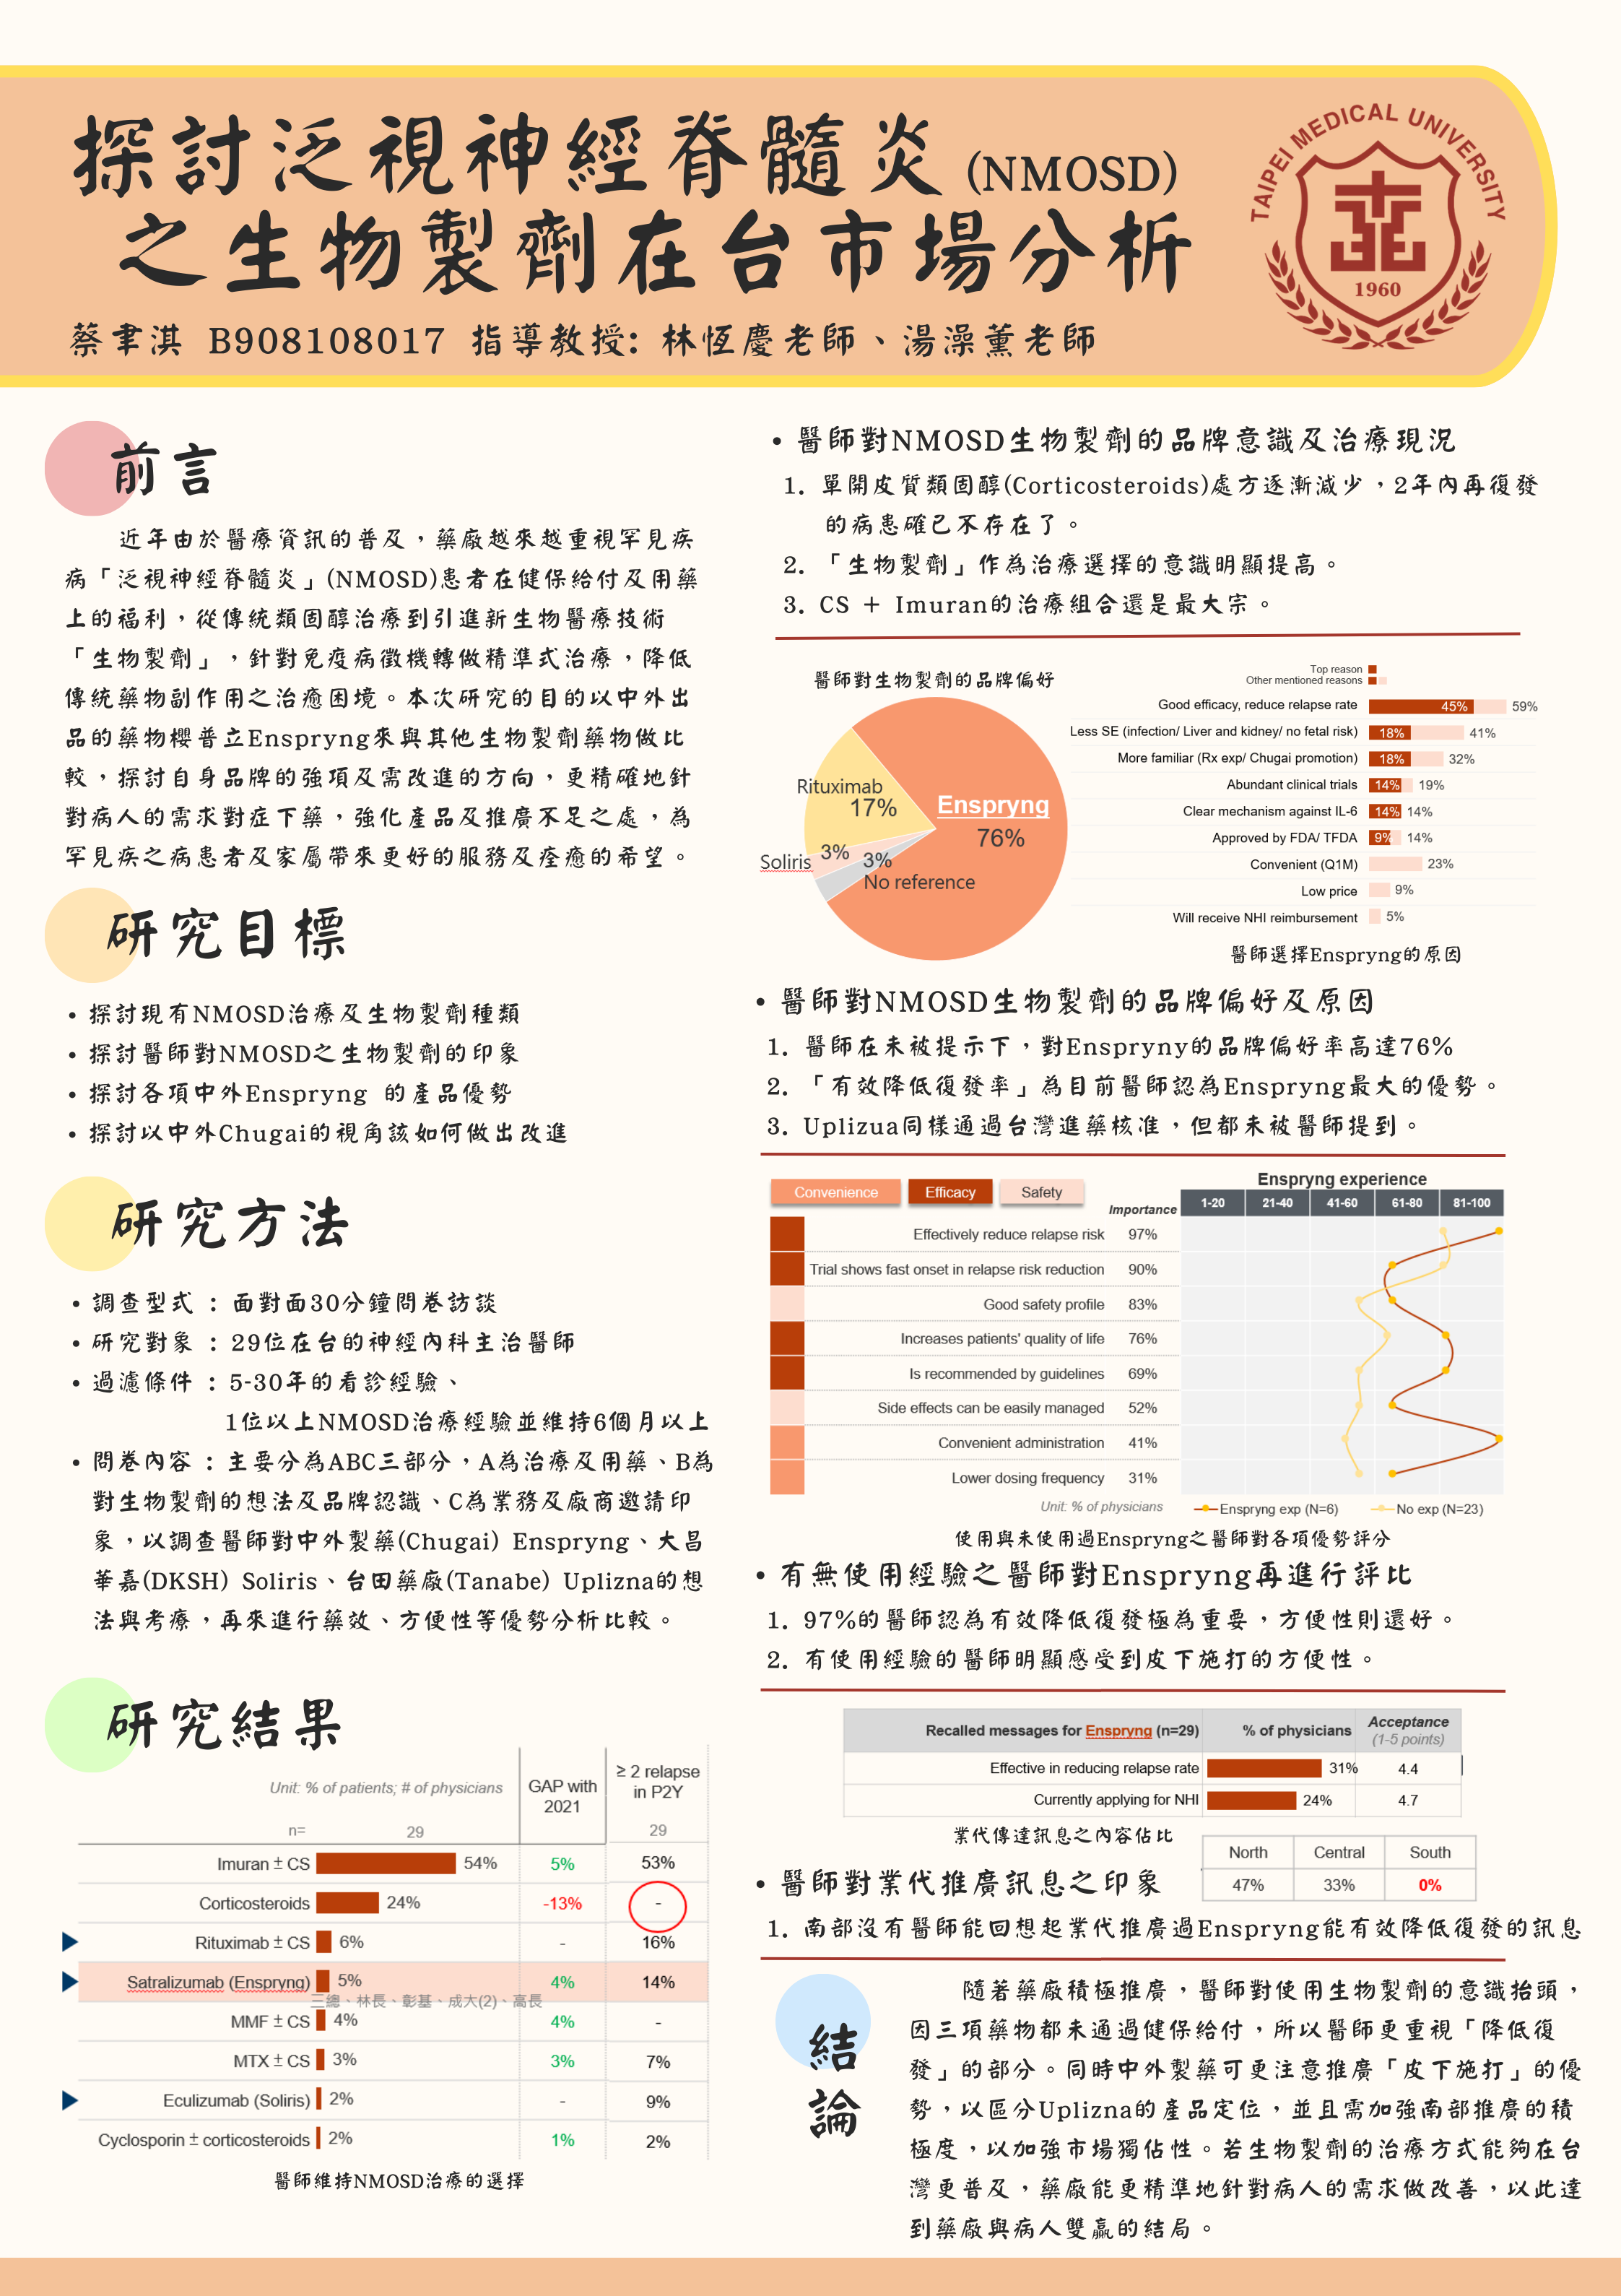 探討泛視神經脊髓炎(NMOSD)
之生物製劑在台市場分析
蔡聿淇 B908108017 指導教授: 林恆慶老師、湯澡薰老師
TAIPEI MEDICAL UNIVERSITY
1960
前言
近年由於醫療資訊的普及，藥廠越來越重視罕見疾
病「泛視神經脊髓炎」(NMOSD)患者在健保給付及用藥
上的福利，從傳統類固醇治療到引進新生物醫療技術
「生物製劑」，針對免疫病徵機轉做精準式治療，降低
傳統藥物副作用之治癒困境。本次研究的目的以中外出
品的藥物櫻普立Enspryng來與其他生物製劑藥物做比
較，探討自身品牌的強項及需改進的方向，更精確地針
對病人的需求對症下藥，強化產品及推廣不足之處，為
罕見疾之病患者及家屬帶來更好的服務及痊癒的希望。
研究目標
• 探討現有NMOSD治療及生物製劑種類
• 探討醫師對NMOSD之生物製劑的印象
• 探討各項中外Enspryng 的產品優勢
• 探討以中外Chugai的視角該如何做出改進
研究方法
• 調查型式 : 面對面30分鐘問卷訪談
• 研究對象 : 29位在台的神經內科主治醫師
• 過濾條件 : 5-30年的看診經驗、
1位以上NMOSD治療經驗並維持6個月以上
• 問卷內容 : 主要分為ABC三部分，A為治療及用藥、B為
對生物製劑的想法及品牌認識、C為業務及廠商邀請印
象，以調查醫師對中外製藥(Chugai) Enspryng、大昌
華嘉(DKSH) Soliris、台田藥廠(Tanabe) Uplizna的想
法與考療，再來進行藥效、方便性等優勢分析比較。
研究結果
Unit: % of patients; # of physicians GAP with 2021 ≥ 2 relapse in P2Y
n= 29 29
Imuran ± CS 54% 5% 53%
Corticosteroids 24% -13% -
Rituximab ± CS 6% - 16%
Satralizumab (Enspryng) 5% 4% 14%
三總、林長、彰基、成大(2)、高長
MMF ± CS 4% 4% -
MTX ± CS 3% 3% 7%
Eculizumab (Soliris) 2% - 9%
Cyclosporin ± corticosteroids 2% 1% 2%
醫師維持NMOSD治療的選擇
• 醫師對NMOSD生物製劑的品牌意識及治療現況
1. 單開皮質類固醇(Corticosteroids)處方逐漸減少，2年內再復發
的病患確已不存在了。
2. 「生物製劑」作為治療選擇的意識明顯提高。
3. CS + Imuran的治療組合還是最大宗。
醫師對生物製劑的品牌偏好
Rituximab
17%
Enspryng
76%
Soliris 3%
3%
No reference
Top reason
Other mentioned reasons
Good efficacy, reduce relapse rate 45% 59%
Less SE (infection/ Liver and kidney/ no fetal risk) 18% 41%
More familiar (Rx exp/ Chugai promotion) 18% 32%
Abundant clinical trials 14% 19%
Clear mechanism against IL-6 14% 14%
Approved by FDA/ TFDA 9% 14%
Convenient (Q1M) 23%
Low price 9%
Will receive NHI reimbursement 5%
醫師選擇Enspryng的原因
• 醫師對NMOSD生物製劑的品牌偏好及原因
1. 醫師在未被提示下，對Enspryny的品牌偏好率高達76%
2. 「有效降低復發率」為目前醫師認為Enspryng最大的優勢。
3. Uplizua同樣通過台灣進藥核准，但都未被醫師提到。
Convenience Efficacy Safety
Importance
Enspryng experience
1-20 21-40 41-60 61-80 81-100
Effectively reduce relapse risk 97%
Trial shows fast onset in relapse risk reduction 90%
Good safety profile 83%
Increases patients' quality of life 76%
Is recommended by guidelines 69%
Side effects can be easily managed 52%
Convenient administration 41%
Lower dosing frequency 31%
Unit: % of physicians Enspryng exp (N=6) No exp (N=23)
使用與未使用過Enspryng之醫師對各項優勢評分
• 有無使用經驗之醫師對Enspryng再進行評比
1. 97%的醫師認為有效降低復發極為重要，方便性則還好。
2. 有使用經驗的醫師明顯感受到皮下施打的方便性。
Recalled messages for Enspryng (n=29) % of physicians Acceptance (1-5 points)
Effective in reducing relapse rate 31% 4.4
Currently applying for NHI 24% 4.7
業代傳達訊息之內容佔比
North Central South
47% 33% 0%
• 醫師對業代推廣訊息之印象
1. 南部沒有醫師能回想起業代推廣過Enspryng能有效降低復發的訊息
結論
隨著藥廠積極推廣，醫師對使用生物製劑的意識抬頭，
因三項藥物都未通過健保給付，所以醫師更重視「降低復
發」的部分。同時中外製藥可更注意推廣「皮下施打」的優
勢，以區分Uplizna的產品定位，並且需加強南部推廣的積
極度，以加強市場獨佔性。若生物製劑的治療方式能夠在台
灣更普及，藥廠能更精準地針對病人的需求做改善，以此達
到藥廠與病人雙贏的結局。